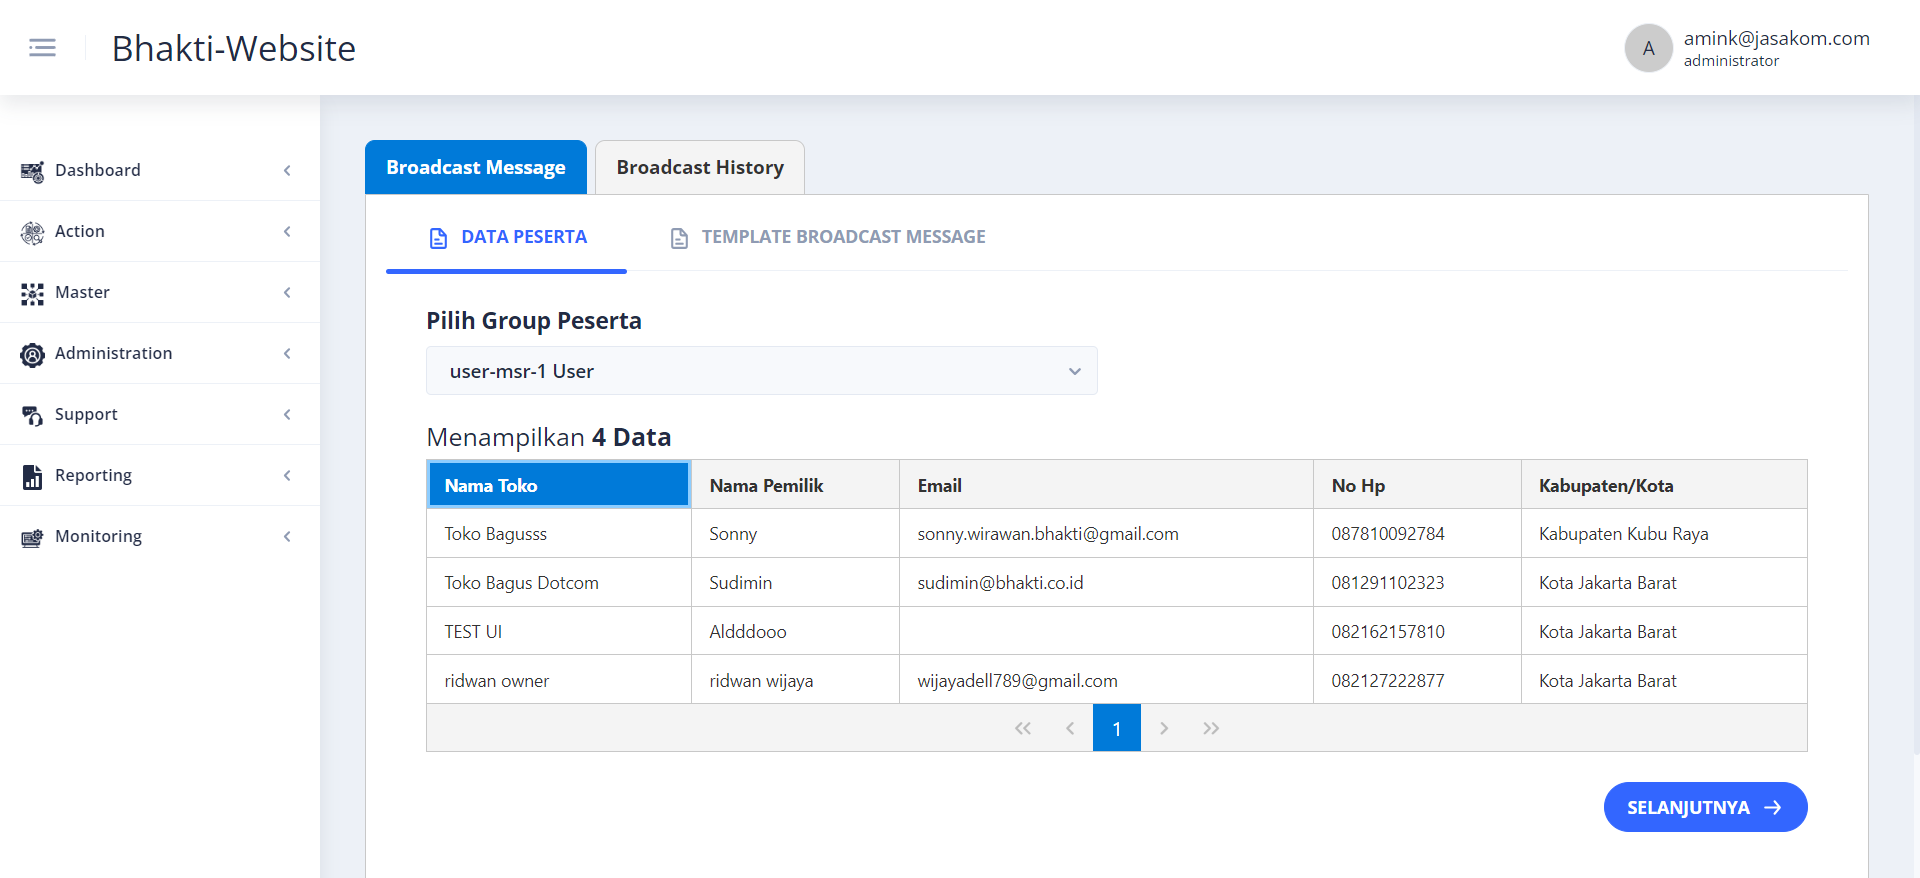 Bhakti-Website
A
amink@jasakom.com
administrator
Dashboard
Action
Master
Administration
Support
Reporting
Monitoring
Broadcast Message
Broadcast History
DATA PESERTA
TEMPLATE BROADCAST MESSAGE
Pilih Group Peserta
user-msr-1 User
Menampilkan 4 Data
Nama Toko Nama Pemilik Email No Hp Kabupaten/Kota
Toko Bagusss Sonny sonny.wirawan.bhakti@gmail.com 087810092784 Kabupaten Kubu Raya
Toko Bagus Dotcom Sudimin sudimin@bhakti.co.id 081291102323 Kota Jakarta Barat
TEST UI Aldddooo 082162157810 Kota Jakarta Barat
ridwan owner ridwan wijaya wijayadell789@gmail.com 082127222877 Kota Jakarta Barat
1
SELANJUTNYA